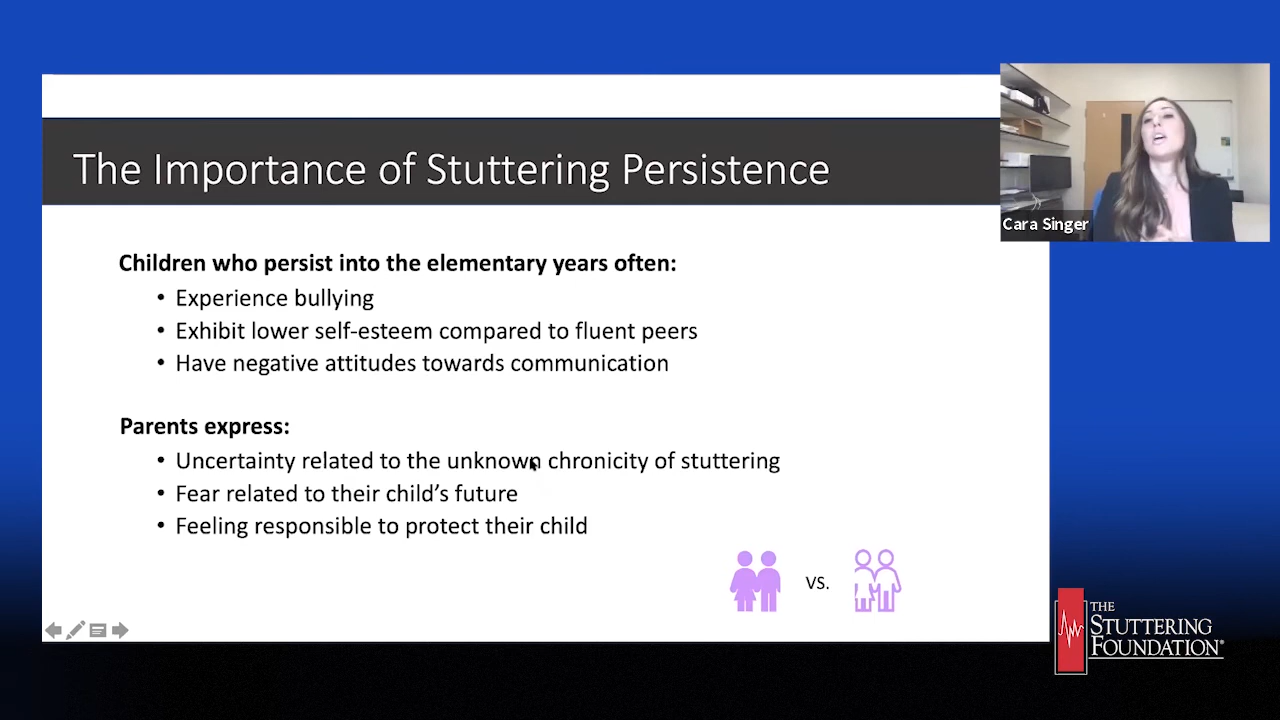 The Importance of Stuttering Persistence
Cara Singer
Children who persist into the elementary years often:
• Experience bullying
• Exhibit lower self-esteem compared to fluent peers
• Have negative attitudes towards communication
Parents express:
• Uncertainty related to the unknown chronicity of stuttering
• Fear related to their child’s future
• Feeling responsible to protect their child
vs.
THE
STUTTERING
FOUNDATION®